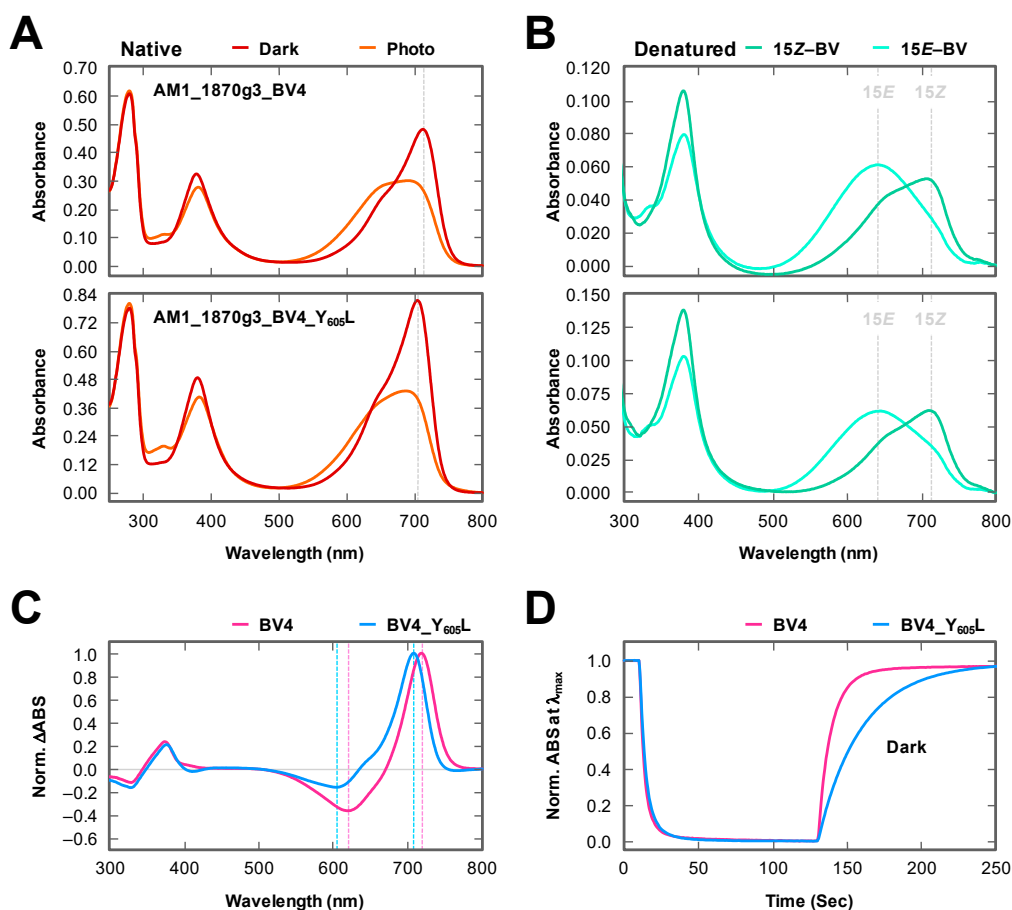 A
Native Dark Photo
AM1_1870g3_BV4
0.70
0.60
0.50
0.40
0.30
0.20
0.10
0.00
Absorbance
AM1_1870g3_BV4_Y605L
0.84
0.72
0.60
0.48
0.36
0.24
0.12
0.00
Absorbance
300 400 500 600 700 800
Wavelength (nm)
B
Denatured 15Z–BV 15E–BV
15E 15Z
0.120
0.100
0.080
0.060
0.040
0.020
0.000
Absorbance
15E 15Z
0.150
0.125
0.100
0.075
0.050
0.025
0.000
Absorbance
300 400 500 600 700 800
Wavelength (nm)
C
BV4 BV4_Y605L
1.0
0.8
0.6
0.4
0.2
0.0
–0.2
–0.4
–0.6
Norm. ΔABS
300 400 500 600 700 800
Wavelength (nm)
D
BV4 BV4_Y605L
1.0
0.8
0.6
0.4
0.2
0.0
Norm. ABS at λmax
Dark
0 50 100 150 200 250
Time (Sec)